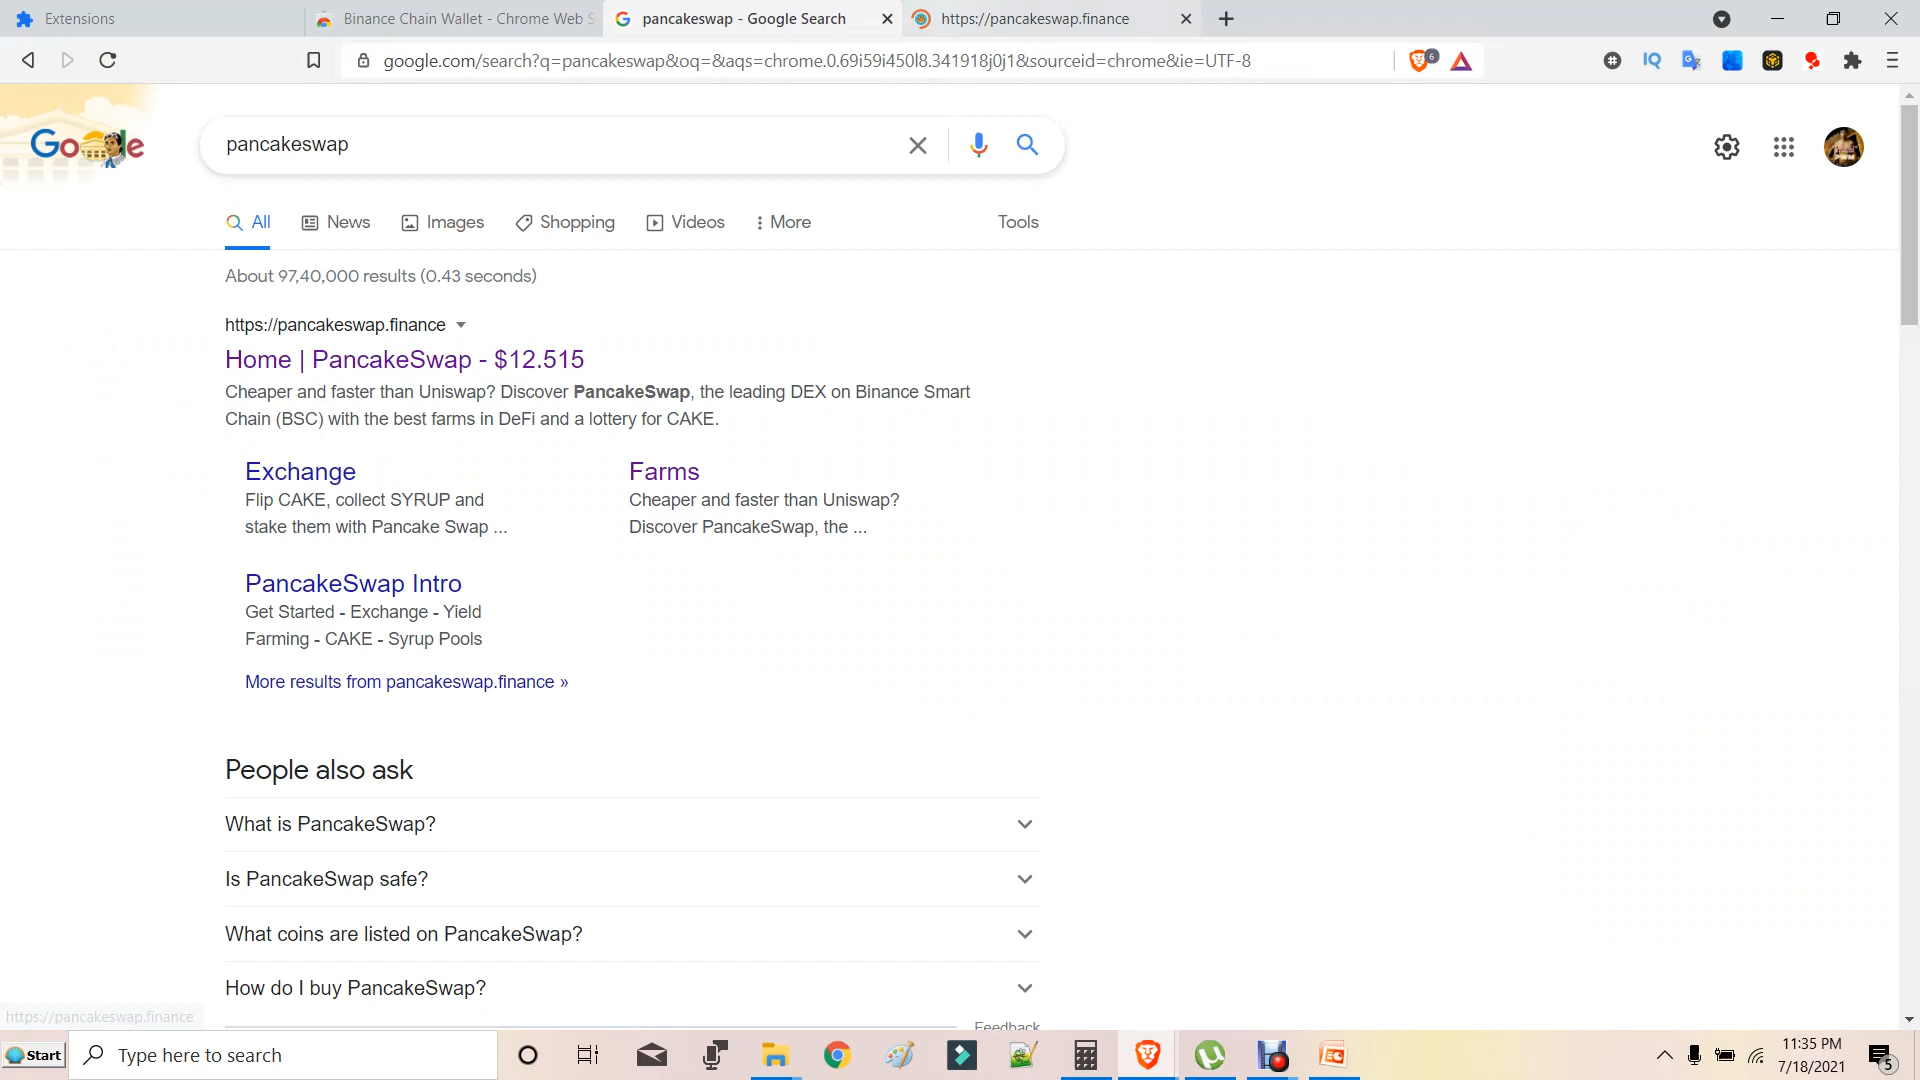 Extensions
Binance Chain Wallet - Chrome Web S
pancakeswap - Google Search
https://pancakeswap.finance
google.com/search?q=pancakeswap&oq=&aqs=chrome.0.69i59i450l8.341918j0j1&sourceid=chrome&ie=UTF-8
6
IQ
Google
pancakeswap
All
News
Images
Shopping
Videos
More
Tools
About 97,40,000 results (0.43 seconds)
https://pancakeswap.finance
Home | PancakeSwap - $12.515
Cheaper and faster than Uniswap? Discover PancakeSwap, the leading DEX on Binance Smart
Chain (BSC) with the best farms in DeFi and a lottery for CAKE.
Exchange
Flip CAKE, collect SYRUP and
stake them with Pancake Swap ...
Farms
Cheaper and faster than Uniswap?
Discover PancakeSwap, the ...
PancakeSwap Intro
Get Started - Exchange - Yield
Farming - CAKE - Syrup Pools
More results from pancakeswap.finance »
People also ask
What is PancakeSwap?
Is PancakeSwap safe?
What coins are listed on PancakeSwap?
How do I buy PancakeSwap?
Feedback
https://pancakeswap.finance
Start
Type here to search
11:35 PM
7/18/2021
5